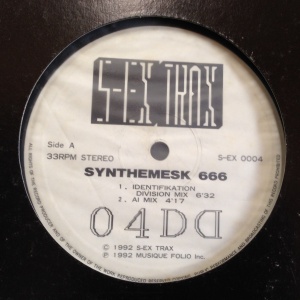 S-EX TRAX
Side A
33RPM STEREO
S-EX 0004
SYNTHEMESK 666
1. IDENTIFIKATION
DIVISION MIX 6'32
2. AI MIX 4'17
04DD
© 1992 S-EX TRAX
℗ 1992 MUSIQUE FOLIO Inc.